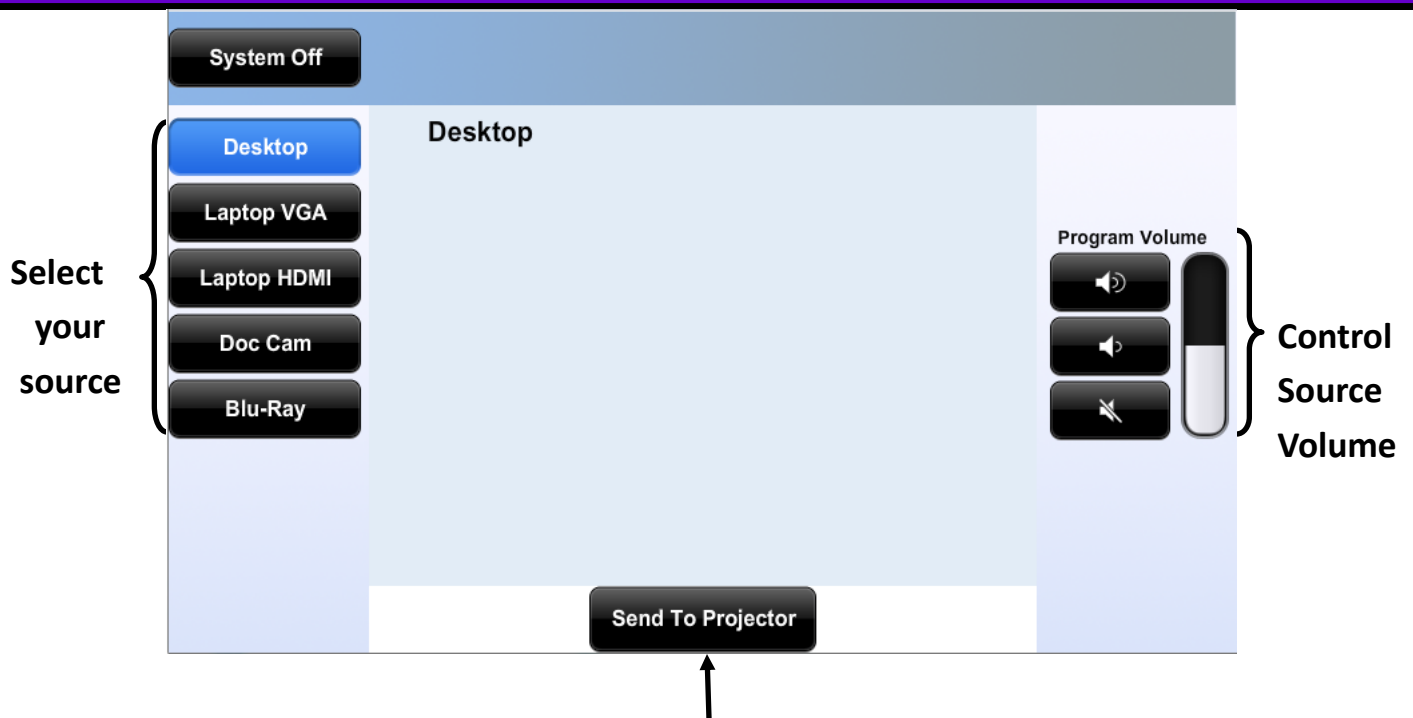 System Off
Desktop
Laptop VGA
Laptop HDMI
Doc Cam
Blu-Ray
Select
your
source
Desktop
Send To Projector
Program Volume
Control
Source
Volume